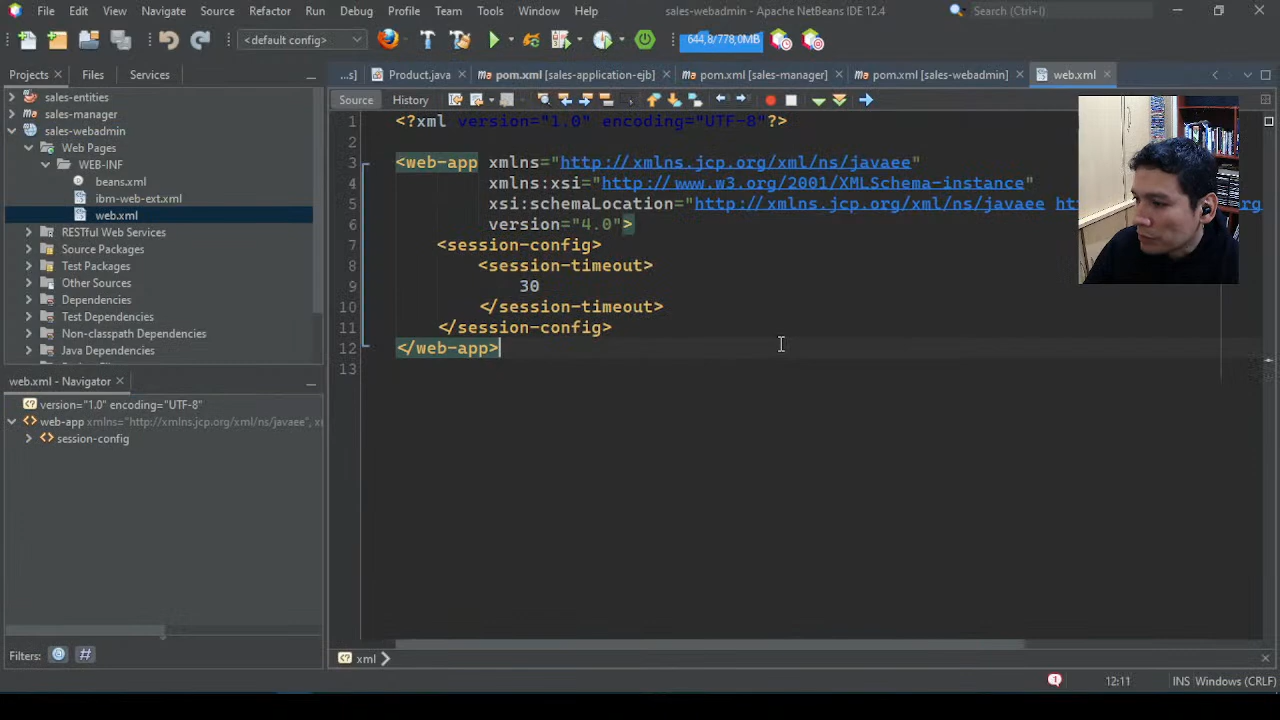 File Edit View Navigate Source Refactor Run Debug Profile Team Tools Window Help
sales-webadmin - Apache NetBeans IDE 12.4
Search (Ctrl+I)
<default config>
644,8/778,0MB
Projects
Files
Services
...s]
Product.java
pom.xml [sales-application-ejb]
pom.xml [sales-manager]
pom.xml [sales-webadmin]
web.xml
Source
History
sales-entities
sales-manager
sales-webadmin
Web Pages
WEB-INF
beans.xml
ibm-web-ext.xml
web.xml
RESTful Web Services
Source Packages
Test Packages
Other Sources
Dependencies
Test Dependencies
Non-classpath Dependencies
Java Dependencies
1 <?xml version="1.0" encoding="UTF-8"?>
2
3 <web-app xmlns="http://xmlns.jcp.org/xml/ns/javaee"
4 xmlns:xsi="http://www.w3.org/2001/XMLSchema-instance"
5 xsi:schemaLocation="http://xmlns.jcp.org/xml/ns/javaee
6 version="4.0">
7 <session-config>
8 <session-timeout>
9 30
10 </session-timeout>
11 </session-config>
12 </web-app>
13
web.xml - Navigator
version="1.0" encoding="UTF-8"
web-app xmlns="http://xmlns.jcp.org/xml/ns/javaee",
session-config
Filters:
xml
1
12:11
INS Windows (CRLF)